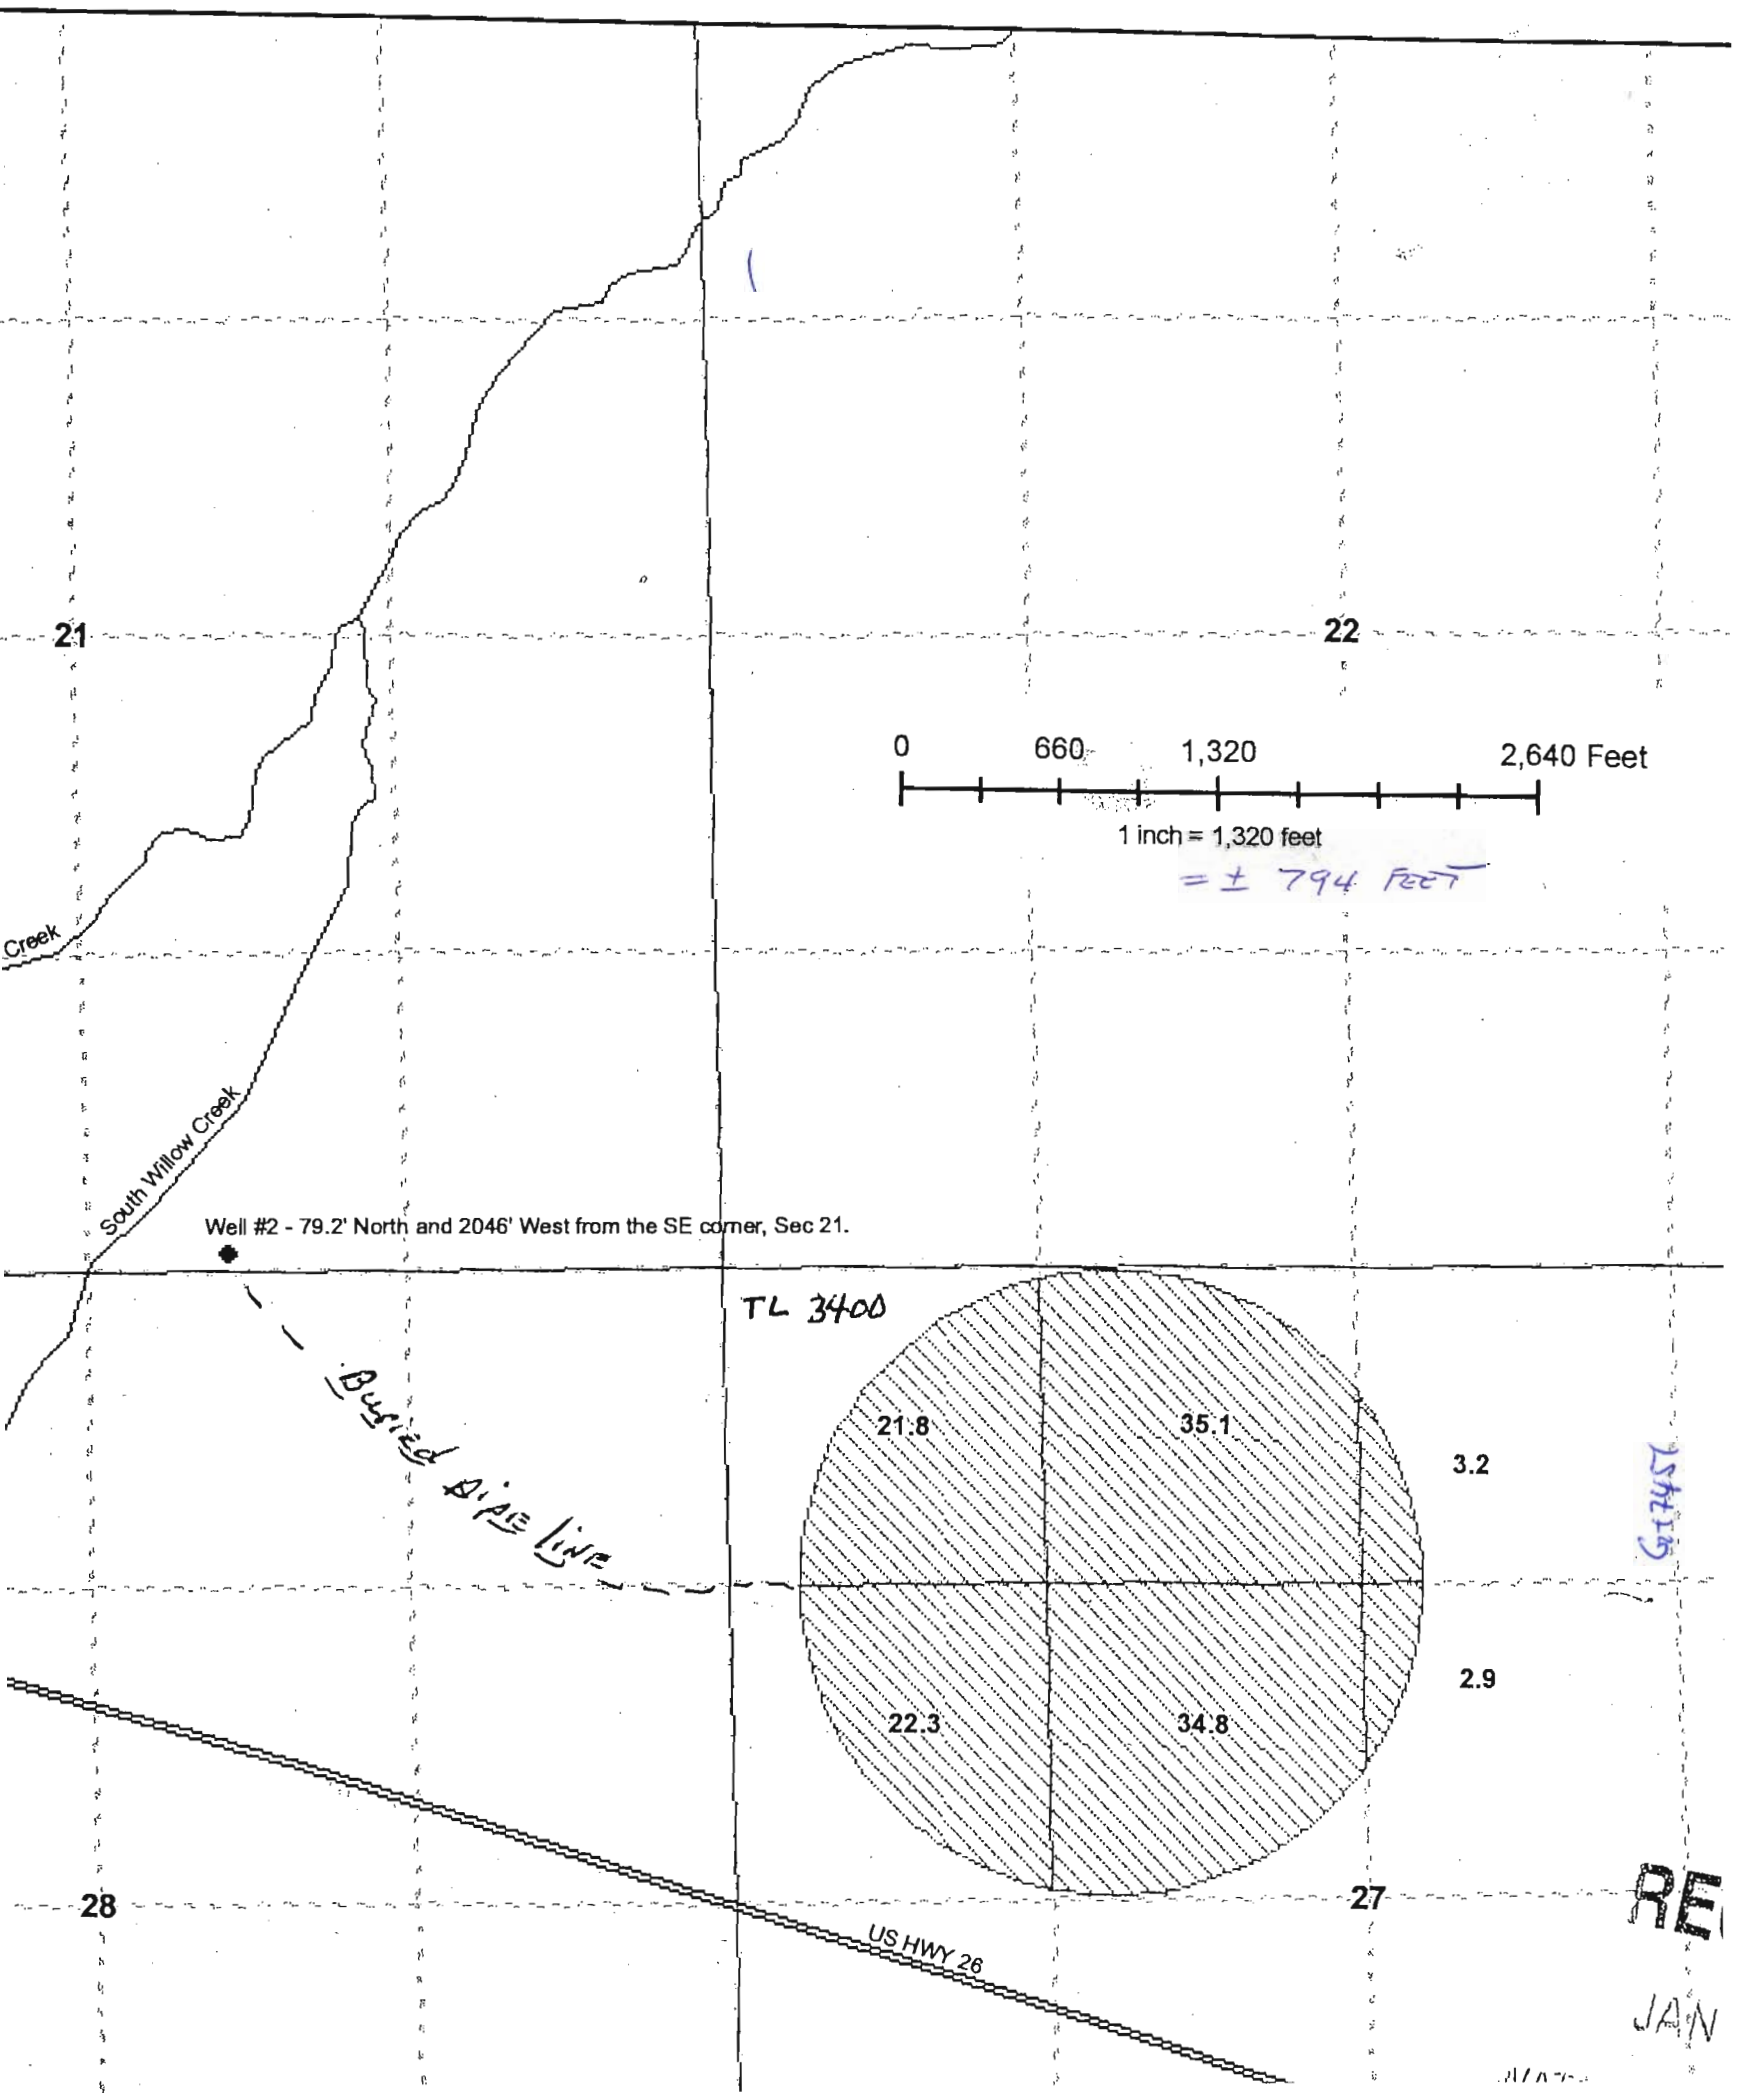 21
22
0 660 1,320 2,640 Feet
1 inch = 1,320 feet
= ± 794 FEET
Creek
South Willow Creek
Well #2 - 79.2' North and 2046' West from the SE corner, Sec 21.
TL 3400
Buried Pipe line
21.8 35.1
3.2
2.9
22.3 34.8
28
27
US HWY 26
RE
JAN